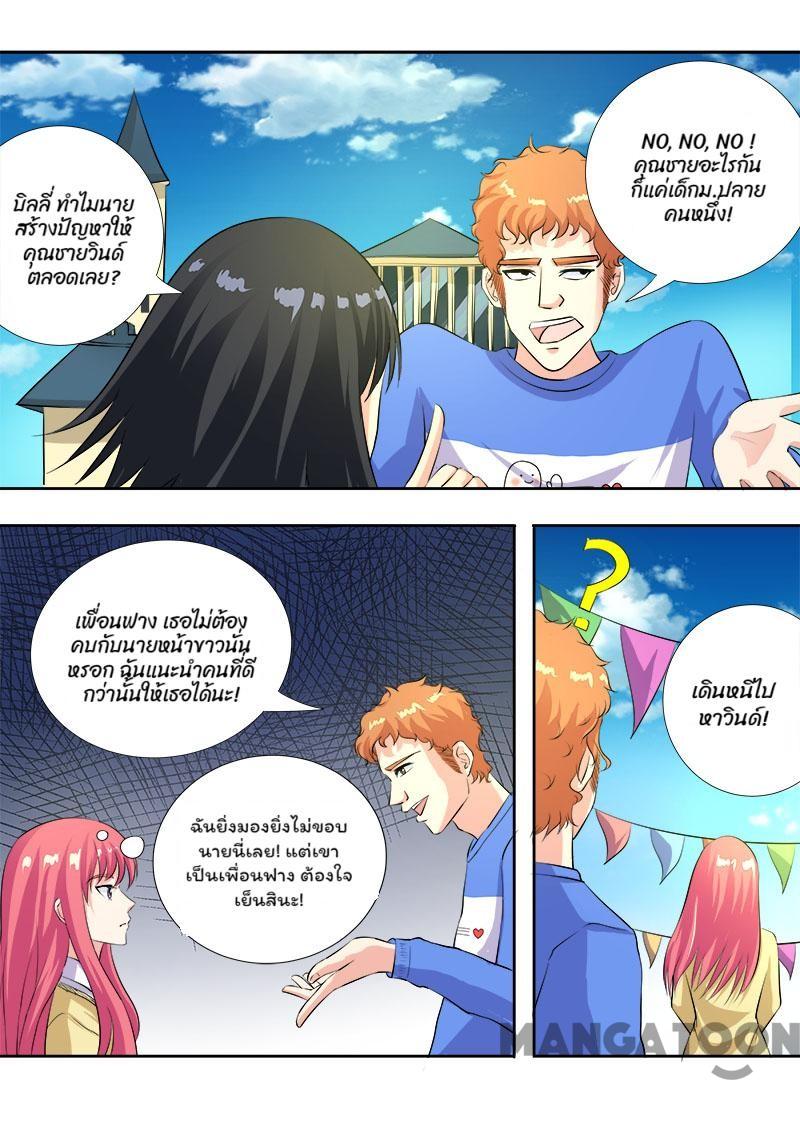 บิลลี่ ทำไมนาย
สร้างปัญหาให้
คุณชายวินด์
ตลอดเลย?
NO, NO, NO !
คุณชายอะไรกัน
ก็แค่เด็กม.ปลาย
คนหนึ่ง!
เพื่อนฟาง เธอไม่ต้อง
คบกับนายหน้าขาวนั่น
หรอก ฉันแนะนำคนที่ดี
กว่านั้นให้เธอได้นะ!
ฉันยิ่งมองยิ่งไม่ขอบ
นายนี่เลย! แต่เขา
เป็นเพื่อนฟาง ต้องใจ
เย็นสินะ!
?
เดินหนีไป
หาวินด์!
MANGATOON